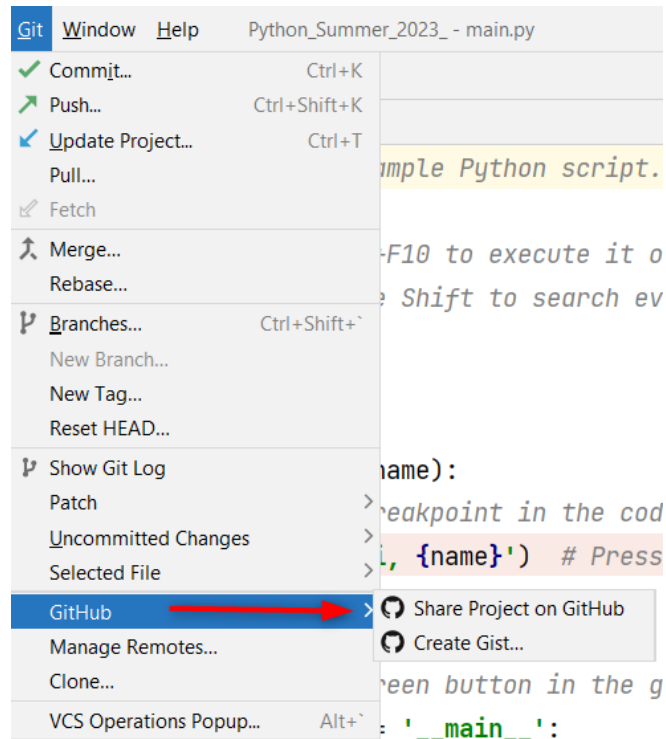 Git Window Help Python_Summer_2023_ - main.py
Commit... Ctrl+K
Push... Ctrl+Shift+K
Update Project... Ctrl+T
Pull...
Fetch
Merge...
Rebase...
Branches... Ctrl+Shift+`
New Branch...
New Tag...
Reset HEAD...
Show Git Log
Patch
Uncommitted Changes
Selected File
GitHub
Manage Remotes...
Clone...
VCS Operations Popup... Alt+`
Share Project on GitHub
Create Gist...
mple Python script.
+F10 to execute it o
e Shift to search ev
name):
reakpoint in the cod
i, {name}') # Press
reen button in the g
= '__main__':